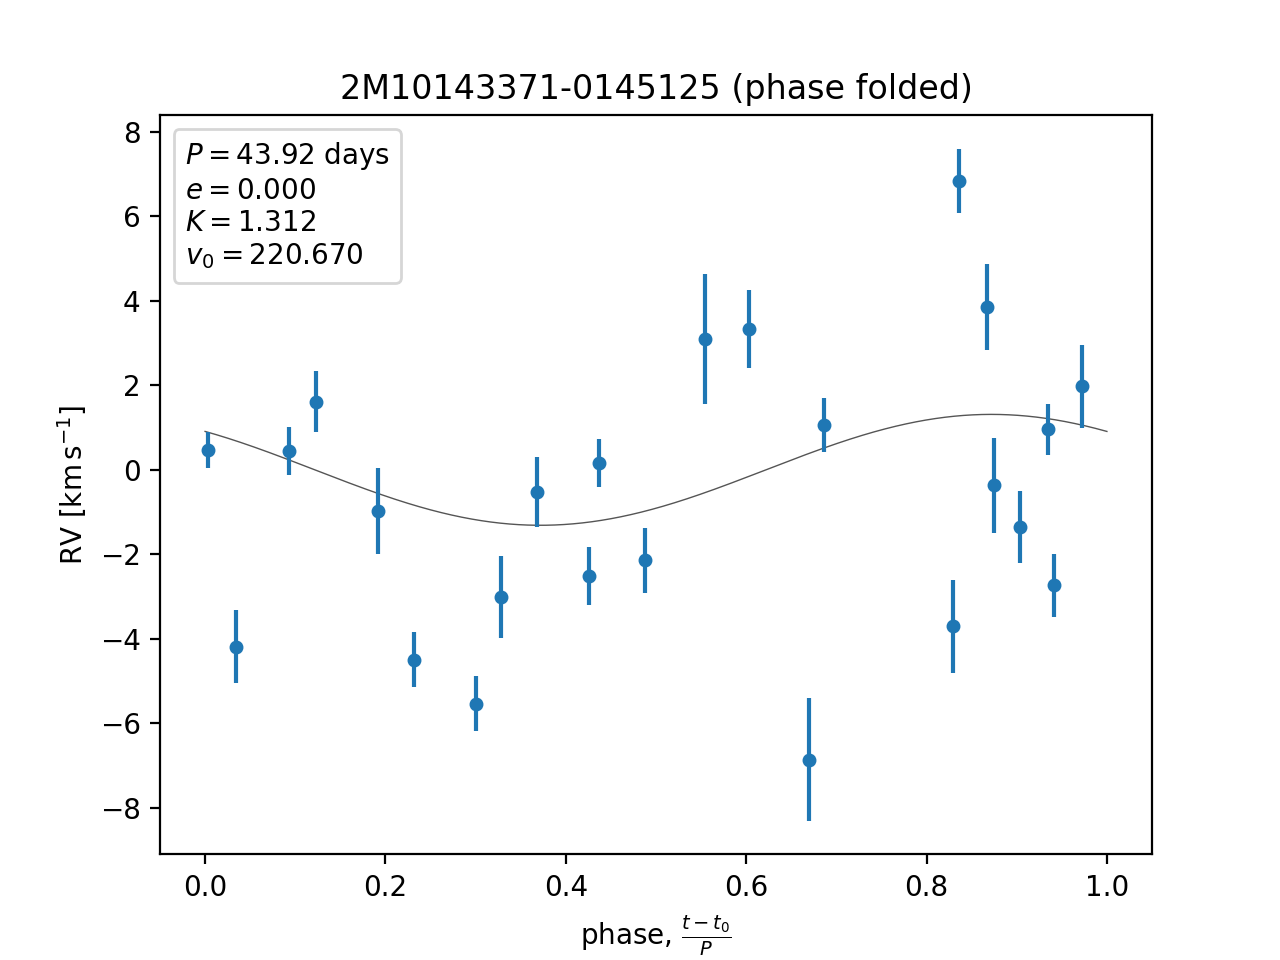 2M10143371-0145125 (phase folded)
P = 43.92 days
e = 0.000
K = 1.312
v₀ = 220.670
RV [km s⁻¹]
8
6
4
2
0
−2
−4
−6
−8
0.0 0.2 0.4 0.6 0.8 1.0
phase, (t − t₀)/P